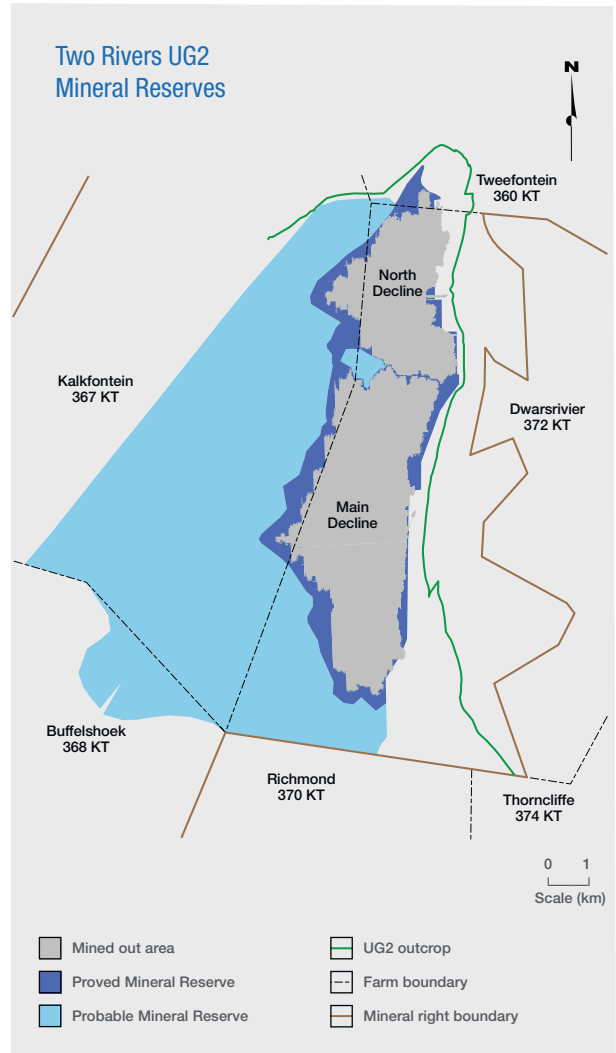 Two Rivers UG2
Mineral Reserves
N
Tweefontein
360 KT
North
Decline
Kalkfontein
367 KT
Dwarsrivier
372 KT
Main
Decline
Buffelshoek
368 KT
Richmond
370 KT
Thorncliffe
374 KT
0 1
Scale (km)
Mined out area
Proved Mineral Reserve
Probable Mineral Reserve
UG2 outcrop
Farm boundary
Mineral right boundary